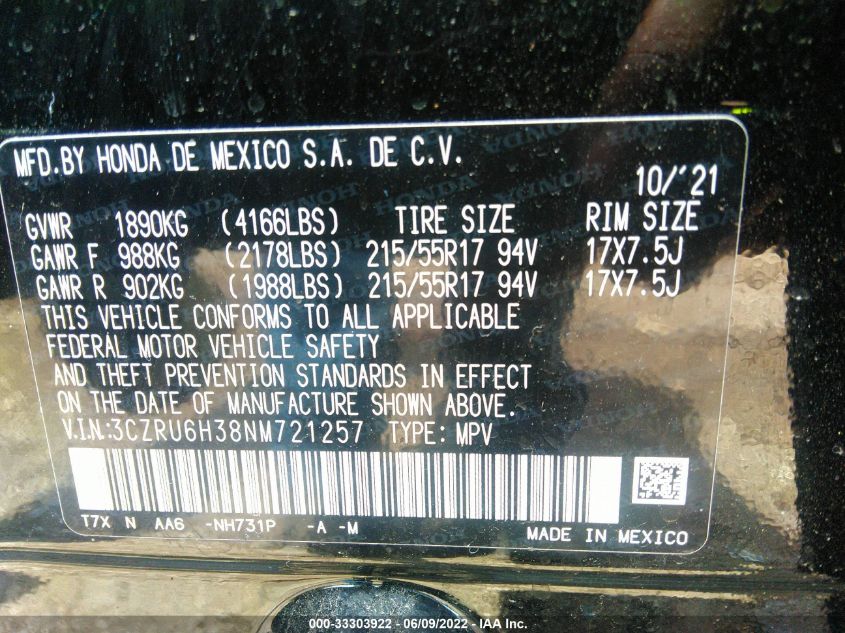 MFD.BY HONDA DE MEXICO S.A. DE C.V.
10/'21
GVWR 1890KG (4166LBS) TIRE SIZE RIM SIZE
GAWR F 988KG (2178LBS) 215/55R17 94V 17X7.5J
GAWR R 902KG (1988LBS) 215/55R17 94V 17X7.5J
THIS VEHICLE CONFORMS TO ALL APPLICABLE
FEDERAL MOTOR VEHICLE SAFETY
AND THEFT PREVENTION STANDARDS IN EFFECT
ON THE DATE OF MANUFACTURE SHOWN ABOVE.
V.I.N.:3CZRU6H38NM721257 TYPE: MPV
T7X N AA6 -NH731P -A -M
MADE IN MEXICO
000-33303922 - 06/09/2022 - IAA Inc.